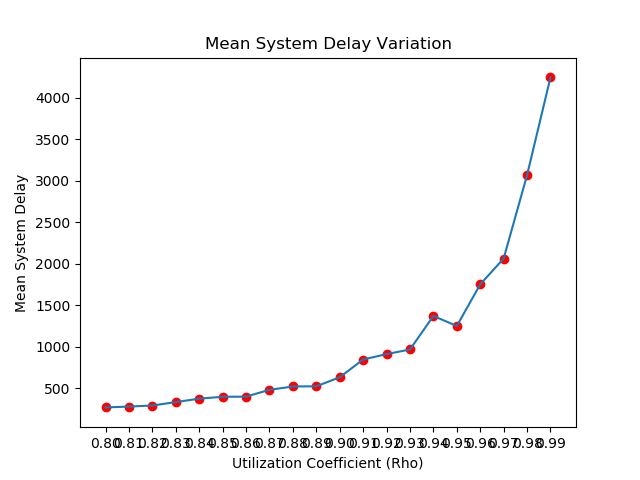 Mean System Delay Variation
4000
3500
3000
2500
2000
1500
1000
500
Mean System Delay
0.80 0.81 0.82 0.83 0.84 0.85 0.86 0.87 0.88 0.89 0.90 0.91 0.92 0.93 0.94 0.95 0.96 0.97 0.98 0.99
Utilization Coefficient (Rho)